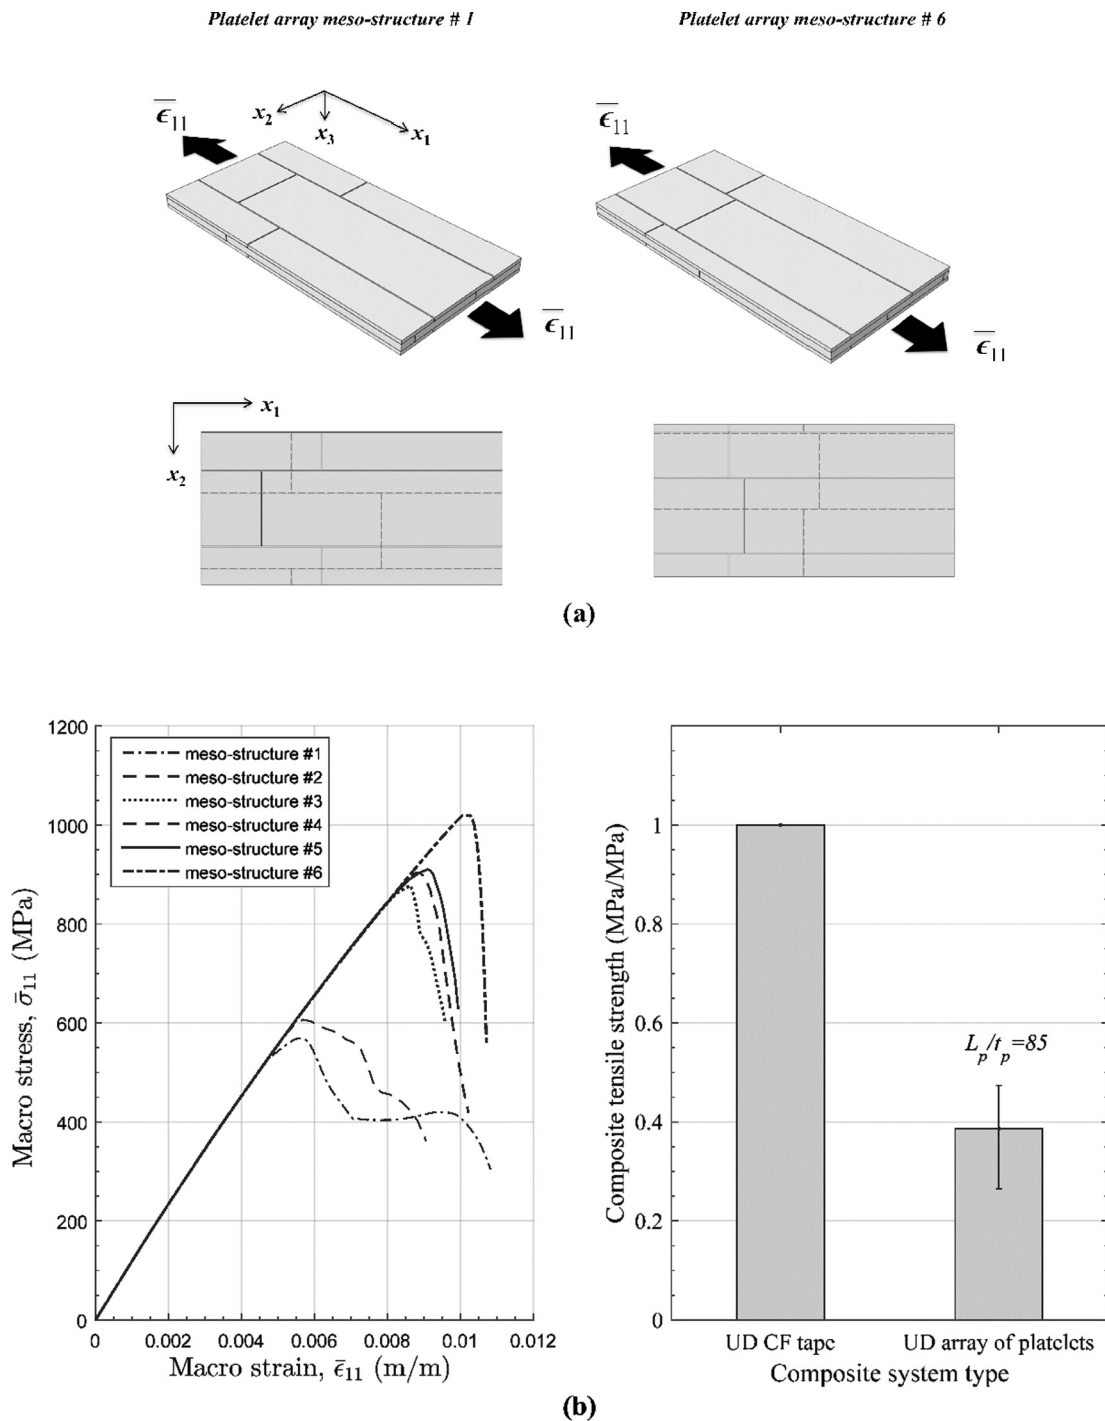 Platelet array meso-structure # 1 Platelet array meso-structure # 6
ϵ̅11 x2 x3 x1 ϵ̅11
ϵ̅11 ϵ̅11
x1
x2
(a)
1200
1000
800
600
400
200
0
Macro stress, σ̄11 (MPa)
meso-structure #1
meso-structure #2
meso-structure #3
meso-structure #4
meso-structure #5
meso-structure #6
0 0.002 0.004 0.006 0.008 0.01 0.012
Macro strain, ϵ̄11 (m/m)
Composite tensile strength (MPa/MPa)
1
0.8
0.6
0.4
0.2
0
Lp/tp=85
UD CF tape UD array of platelets
Composite system type
(b)